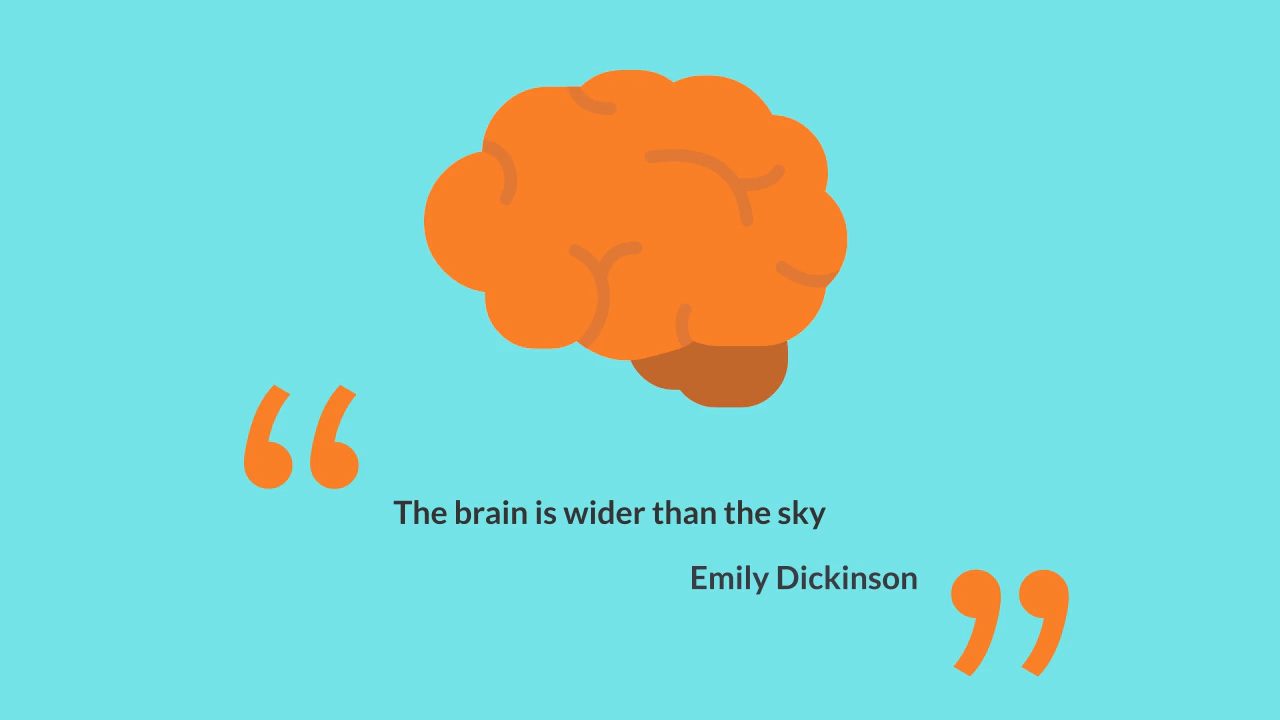 “
The brain is wider than the sky
Emily Dickinson
”